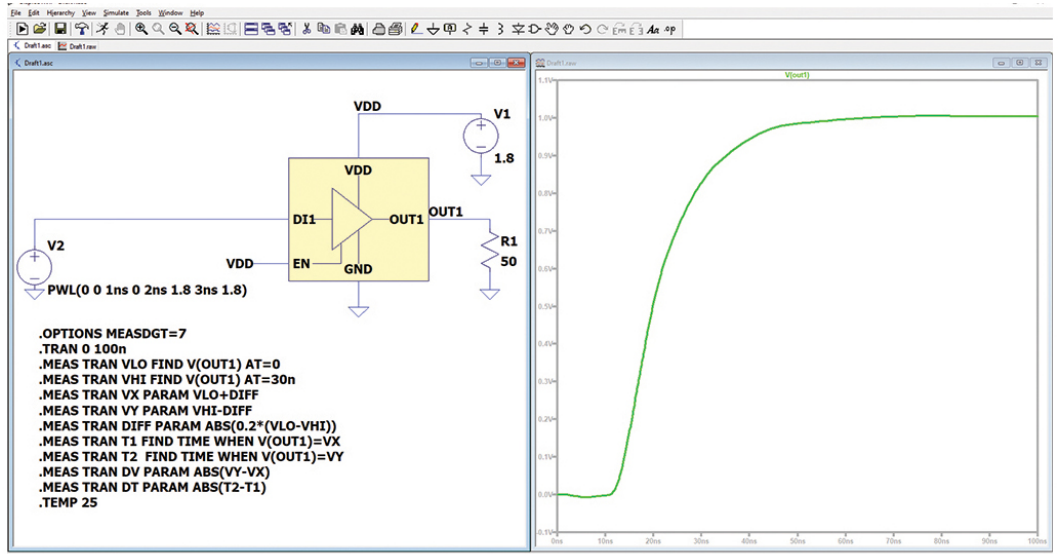 File Edit Hierarchy View Simulate Tools Window Help
Draft1.asc Draft1.raw
Draft1.asc
Draft1.raw
VDD
V1
1.8
VDD
DI1
OUT1
OUT1
R1
50
V2
VDD
EN
GND
PWL(0 0 1ns 0 2ns 1.8 3ns 1.8)
.OPTIONS MEASDGT=7
.TRAN 0 100n
.MEAS TRAN VLO FIND V(OUT1) AT=0
.MEAS TRAN VHI FIND V(OUT1) AT=30n
.MEAS TRAN VX PARAM VLO+DIFF
.MEAS TRAN VY PARAM VHI-DIFF
.MEAS TRAN DIFF PARAM ABS(0.2*(VLO-VHI))
.MEAS TRAN T1 FIND TIME WHEN V(OUT1)=VX
.MEAS TRAN T2  FIND TIME WHEN V(OUT1)=VY
.MEAS TRAN DV PARAM ABS(VY-VX)
.MEAS TRAN DT PARAM ABS(T2-T1)
.TEMP 25
V(out1)
1.1V
1.0V
0.9V
0.8V
0.7V
0.6V
0.5V
0.4V
0.3V
0.2V
0.1V
0.0V
-0.1V
0ns 10ns 20ns 30ns 40ns 50ns 60ns 70ns 80ns 90ns 100ns